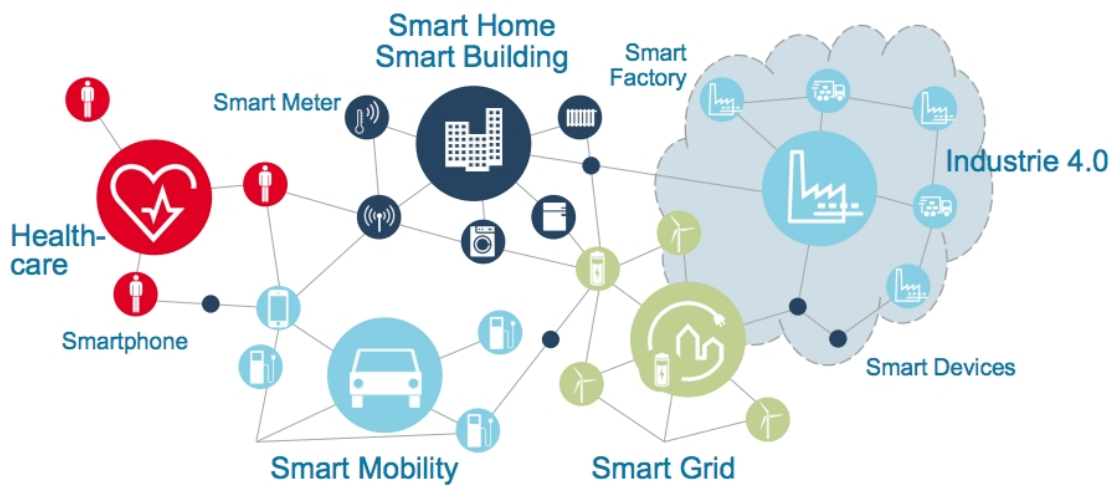 Smart Home
Smart Building
Smart
Factory
Smart Meter
Industrie 4.0
Health-
care
Smartphone
Smart Devices
Smart Mobility
Smart Grid